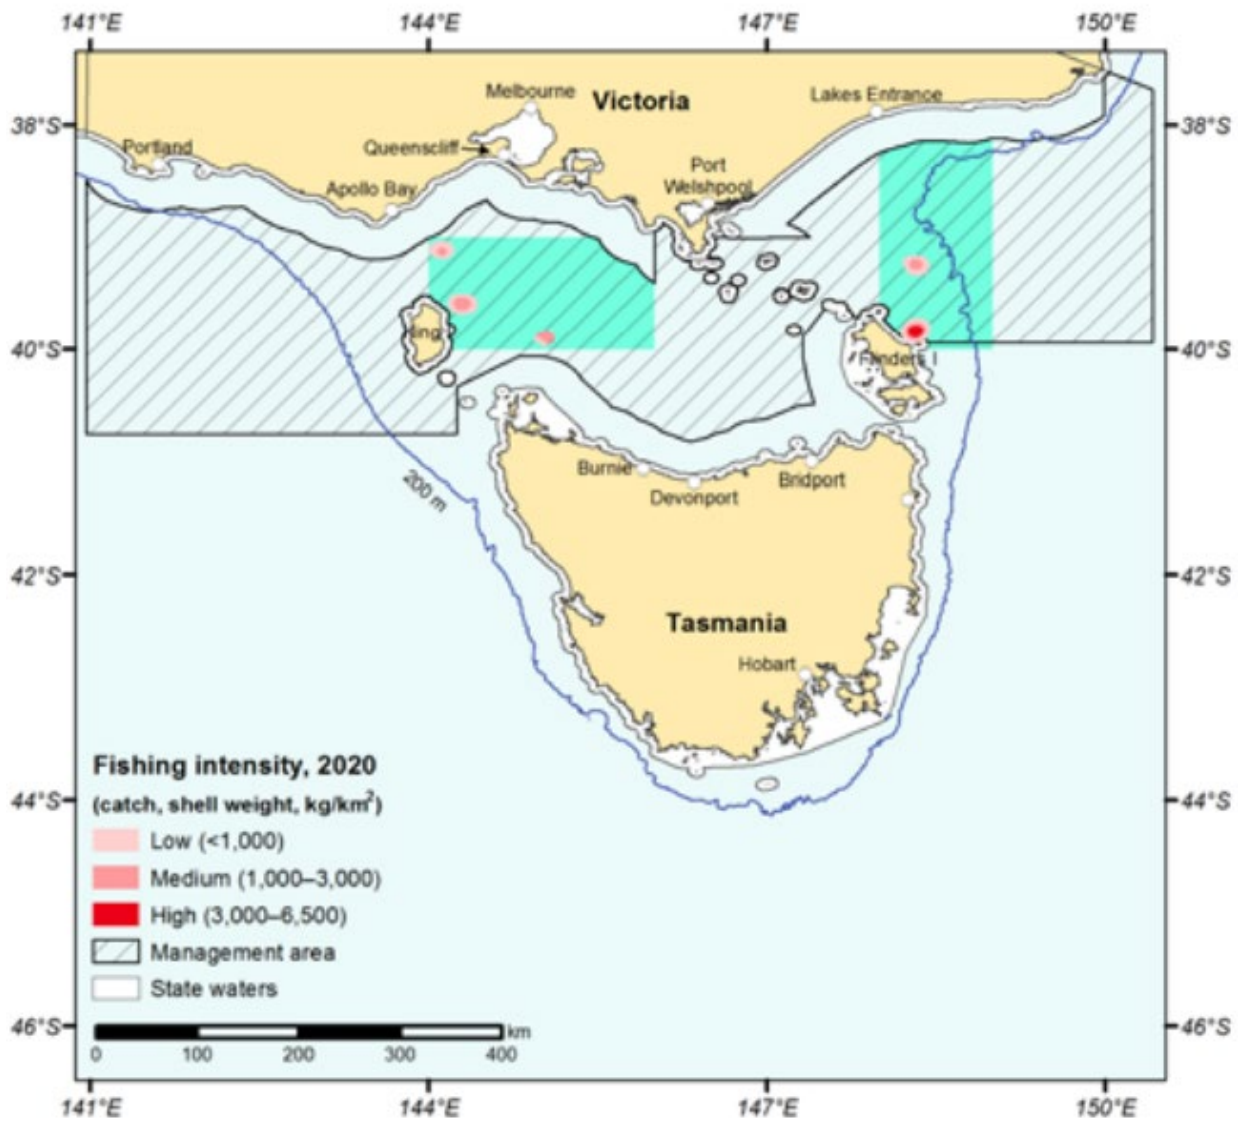 141°E 144°E 147°E 150°E
Melbourne
Victoria
Lakes Entrance
38°S 38°S
Portland
Queenscliff
Port
Welshpool
Apollo Bay
King
40°S 40°S
Flinders I
Burnie
Devonport
Bridport
200 m
42°S 42°S
Tasmania
Hobart
Fishing intensity, 2020
(catch, shell weight, kg/km²)
44°S 44°S
Low (<1,000)
Medium (1,000–3,000)
High (3,000–6,500)
Management area
State waters
46°S 46°S
km
0 100 200 300 400
141°E 144°E 147°E 150°E